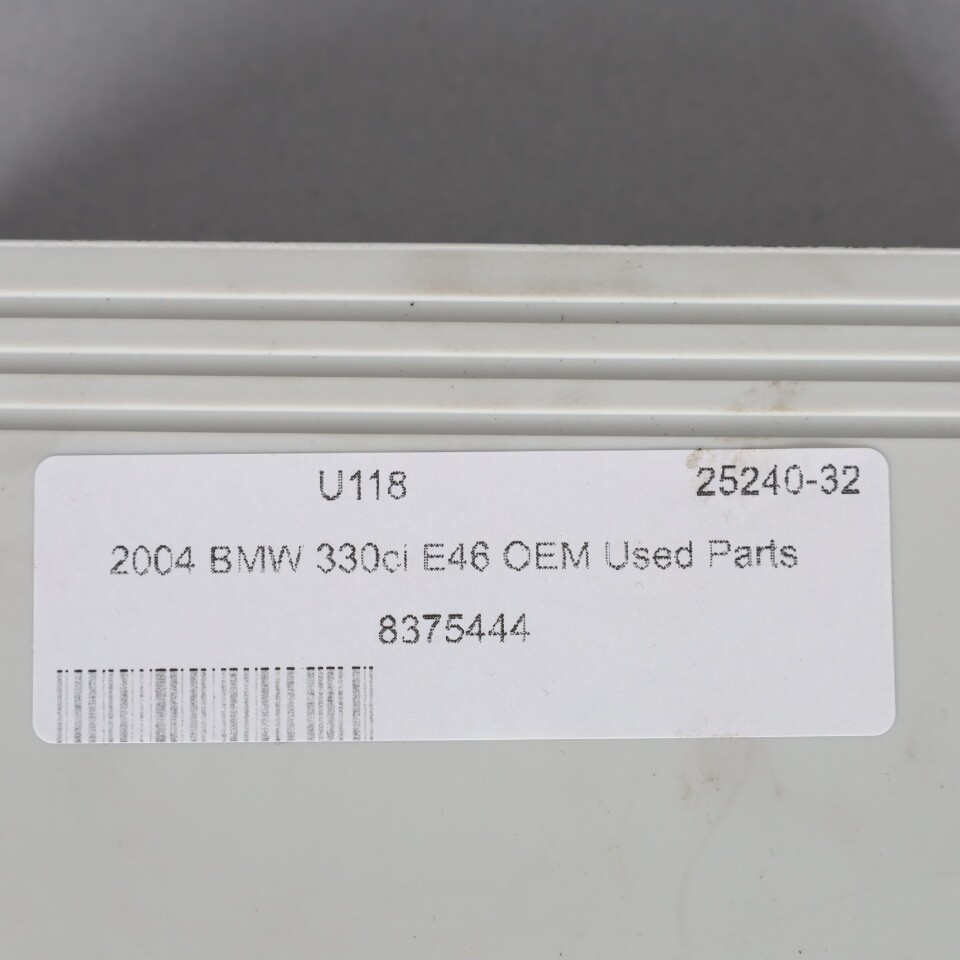 U118 25240-32
2004 BMW 330ci E46 OEM Used Parts
8375444